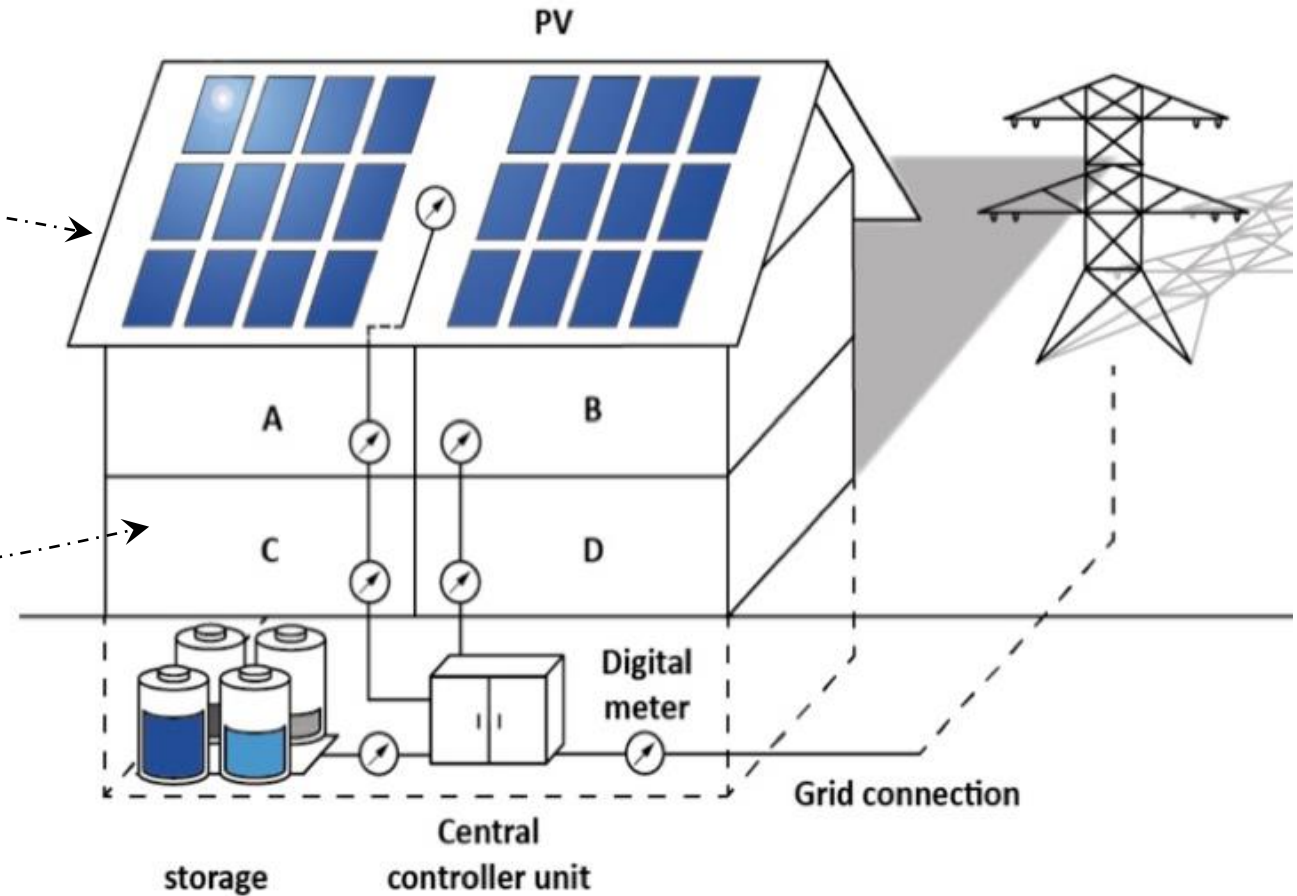 PV
A
B
C
D
Digital
meter
Grid connection
Central
controller unit
storage